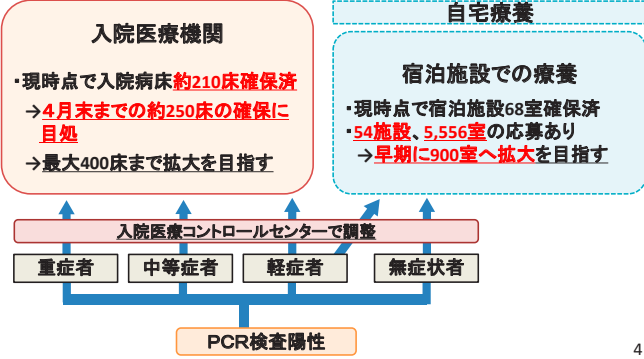 自宅療養
入院医療機関
・現時点で入院病床約210床確保済
→４月末までの約250床の確保に
目処
→最大400床まで拡大を目指す
宿泊施設での療養
・現時点で宿泊施設68室確保済
・54施設、5,556室の応募あり
→早期に900室へ拡大を目指す
入院医療コントロールセンターで調整
重症者
中等症者
軽症者
無症状者
PCR検査陽性
4